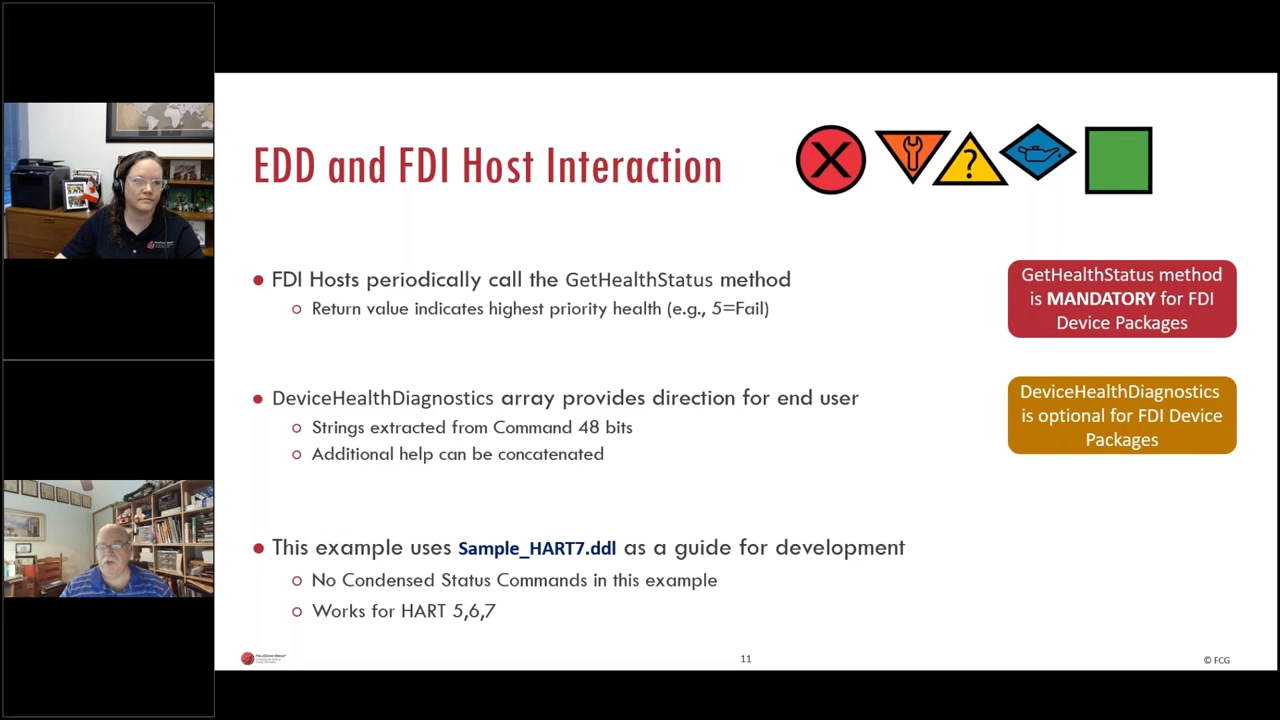 EDD and FDI Host Interaction
X
?
FDI Hosts periodically call the GetHealthStatus method
Return value indicates highest priority health (e.g., 5=Fail)
GetHealthStatus method
is MANDATORY for FDI
Device Packages
DeviceHealthDiagnostics array provides direction for end user
Strings extracted from Command 48 bits
Additional help can be concatenated
DeviceHealthDiagnostics
is optional for FDI Device
Packages
This example uses Sample_HART7.ddl as a guide for development
No Condensed Status Commands in this example
Works for HART 5,6,7
11
© FCG